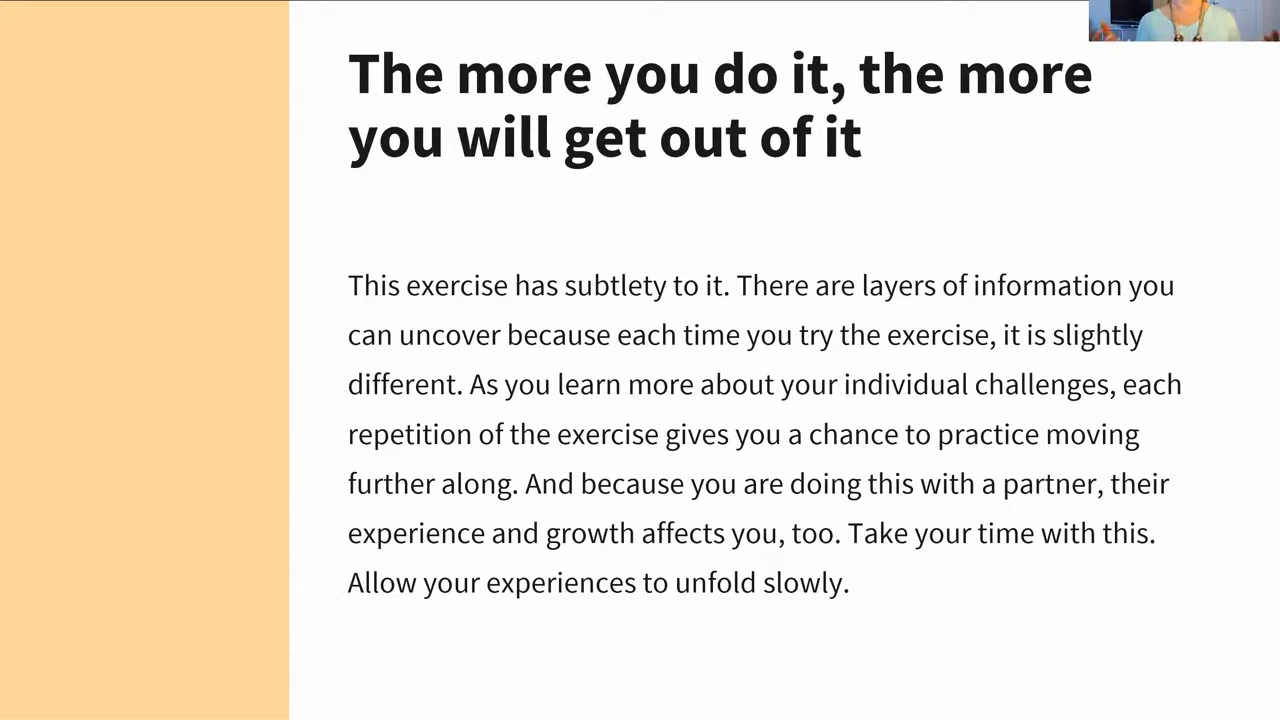 The more you do it, the more
you will get out of it
This exercise has subtlety to it. There are layers of information you
can uncover because each time you try the exercise, it is slightly
different. As you learn more about your individual challenges, each
repetition of the exercise gives you a chance to practice moving
further along. And because you are doing this with a partner, their
experience and growth affects you, too. Take your time with this.
Allow your experiences to unfold slowly.